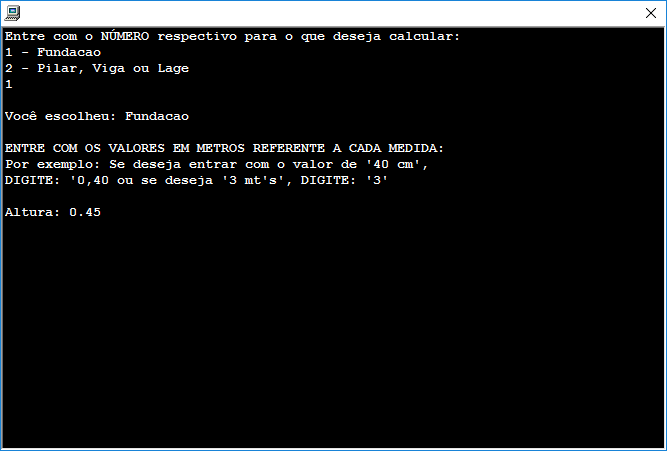 Entre com o NÚMERO respectivo para o que deseja calcular:
1 - Fundacao
2 - Pilar, Viga ou Lage
1
Você escolheu: Fundacao
ENTRE COM OS VALORES EM METROS REFERENTE A CADA MEDIDA:
Por exemplo: Se deseja entrar com o valor de '40 cm',
DIGITE: '0,40 ou se deseja '3 mt's', DIGITE: '3'
Altura: 0.45